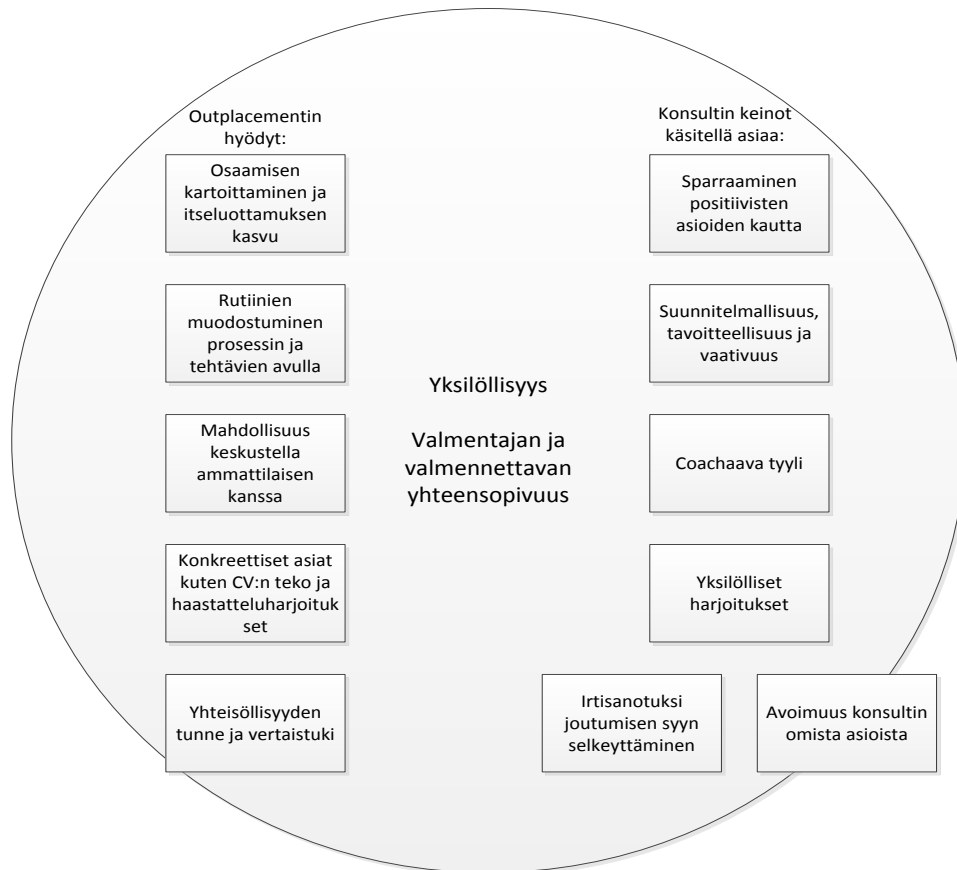 Outplacementin
hyödyt:
Osaamisen
kartoittaminen ja
itseluottamuksen
kasvu
Rutiinien
muodostuminen
prosessin ja
tehtävien avulla
Mahdollisuus
keskustella
ammattilaisen
kanssa
Konkreettiset asiat
kuten CV:n teko ja
haastatteluharjoituk
set
Yhteisöllisyyden
tunne ja vertaistuki
Yksilöllisyys
Valmentajan ja
valmennettavan
yhteensopivuus
Konsultin keinot
käsitellä asiaa:
Sparraaminen
positiivisten
asioiden kautta
Suunnitelmallisuus,
tavoitteellisuus ja
vaativuus
Coachaava tyyli
Yksilölliset
harjoitukset
Irtisanotuksi
joutumisen syyn
selkeyttäminen
Avoimuus konsultin
omista asioista